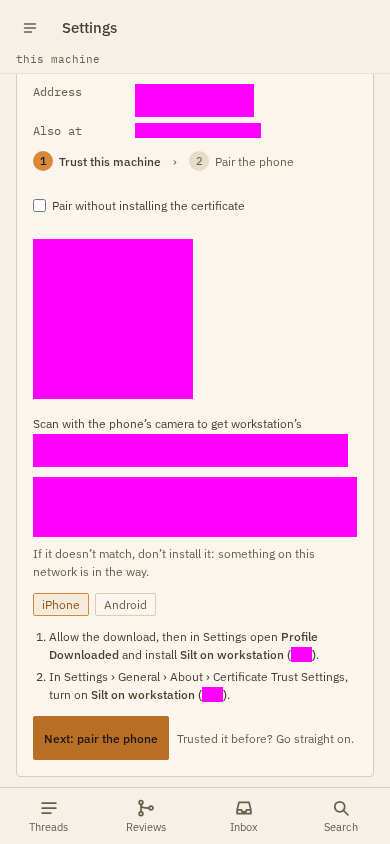 Settings
this machine
Address
Also at
1 Trust this machine › 2 Pair the phone
Pair without installing the certificate
Scan with the phone’s camera to get workstation’s
If it doesn’t match, don’t install it: something on this
network is in the way.
iPhone Android
1. Allow the download, then in Settings open Profile
Downloaded and install Silt on workstation ( ).
2. In Settings › General › About › Certificate Trust Settings,
turn on Silt on workstation ( ).
Next: pair the phone Trusted it before? Go straight on.
Threads Reviews Inbox Search